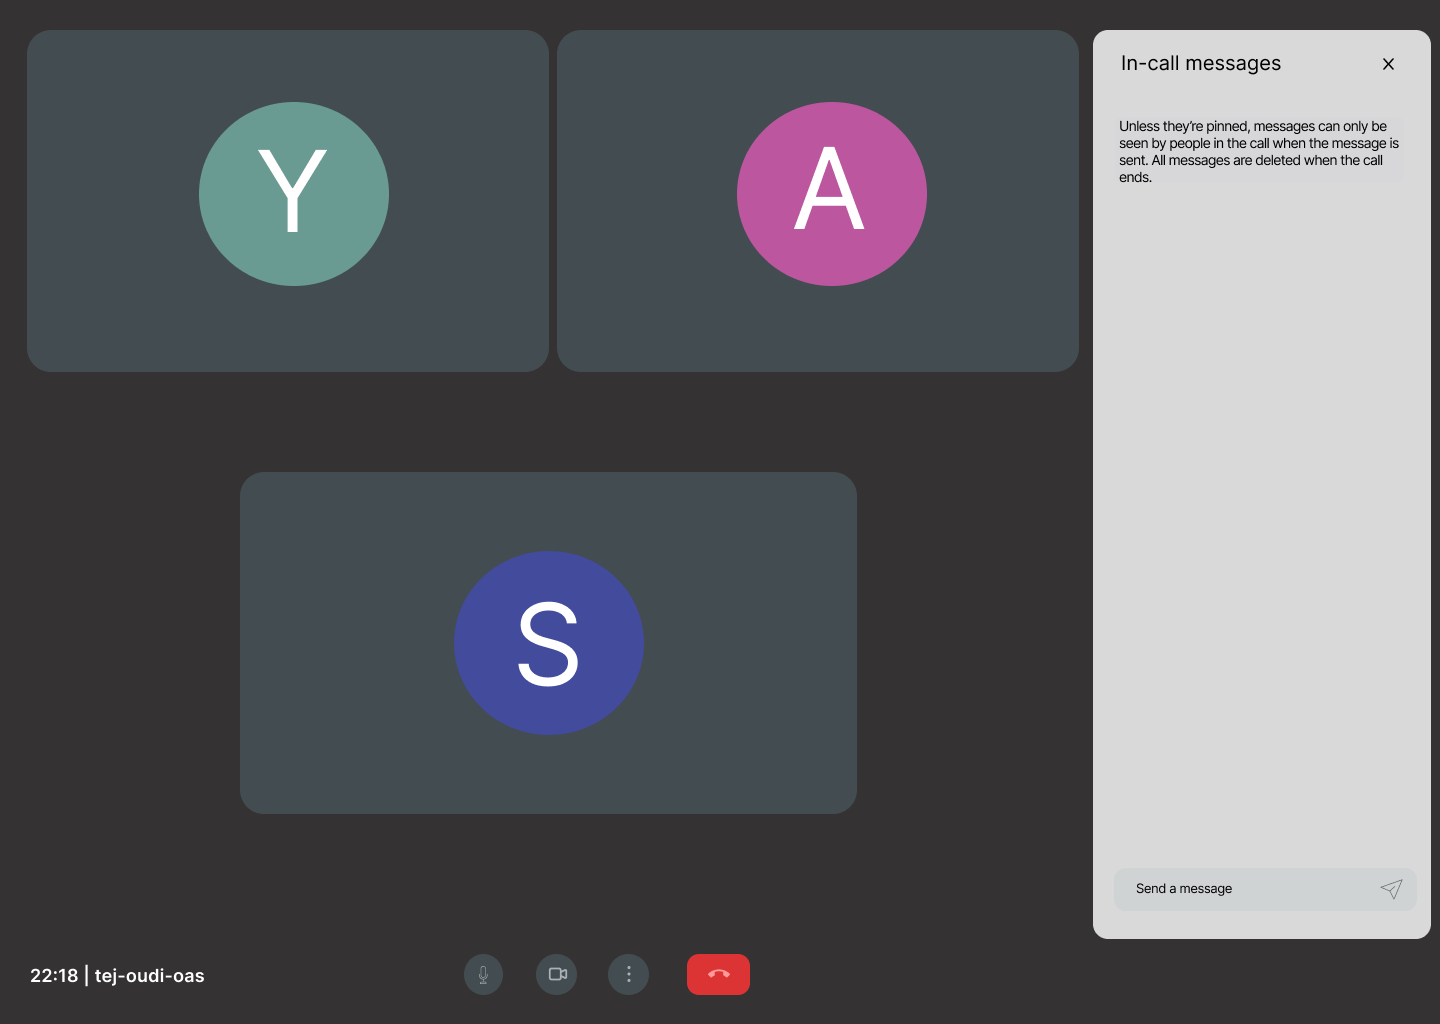 Y
A
In-call messages
Unless they’re pinned, messages can only be
seen by people in the call when the message is
sent. All messages are deleted when the call
ends.
S
Send a message
22:18 | tej-oudi-oas